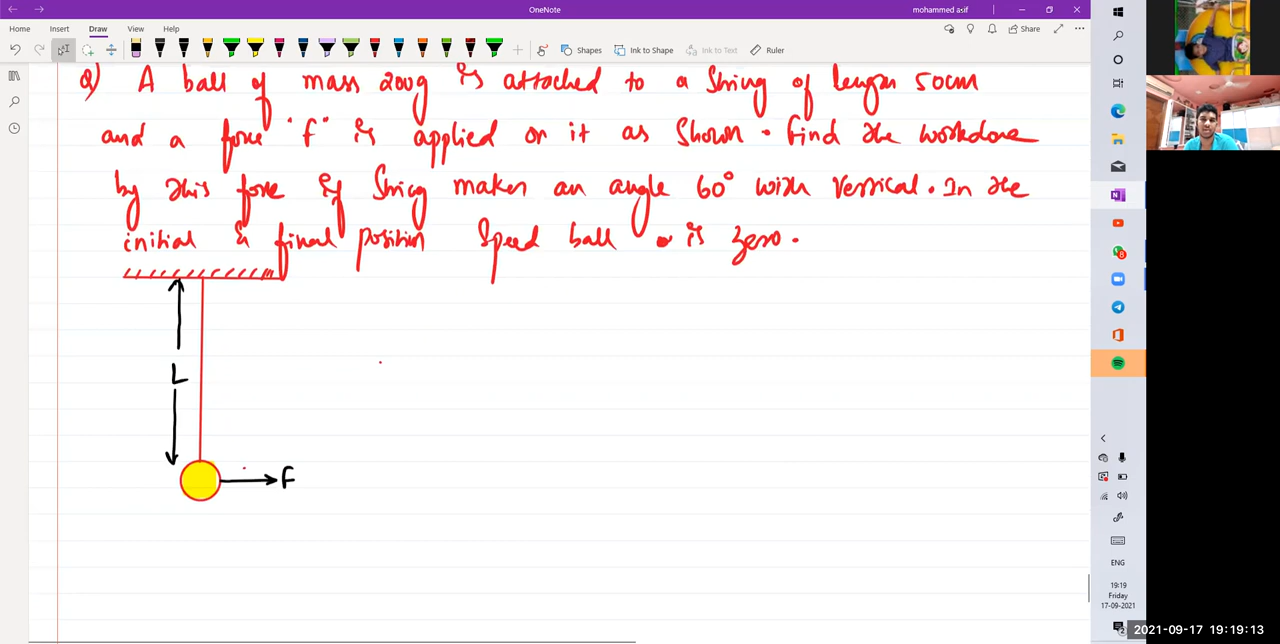 OneNote
mohammed asif
Home Insert Draw View Help
Share
Shapes Ink to Shape Ink to Text Ruler
Q) A ball of mass 200g is attached to a string of length 50cm
and a force "F" is applied on it as shown. Find the workdone
by this force if string makes an angle 60° with vertical. In the
initial & final position speed ball is zero.
L
F
8
ENG
19:19
Friday
17-09-2021
2
2021-09-17 19:19:13